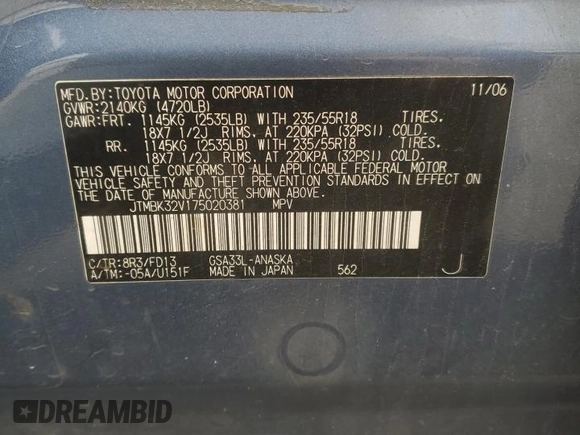 MFD.BY:TOYOTA MOTOR CORPORATION 11/06
GVWR:2140KG (4720LB)
GAWR:FRT. 1145KG (2535LB) WITH 235/55R18 TIRES.
18X7 1/2J RIMS. AT 220KPA (32PSI) COLD.
RR. 1145KG (2535LB) WITH 235/55R18 TIRES.
18X7 1/2J RIMS. AT 220KPA (32PSI) COLD.
THIS VEHICLE CONFORMS TO ALL APPLICABLE FEDERAL MOTOR
VEHICLE SAFETY AND THEFT PREVENTION STANDARDS IN EFFECT ON
THE DATE OF MANUFACTURE SHOWN ABOVE.
JTMBK32V175020381 MPV
C/TR:8R3/FD13 GSA33L-ANASKA
A/TM:-05A/U151F MADE IN JAPAN 562 J
DREAMBID